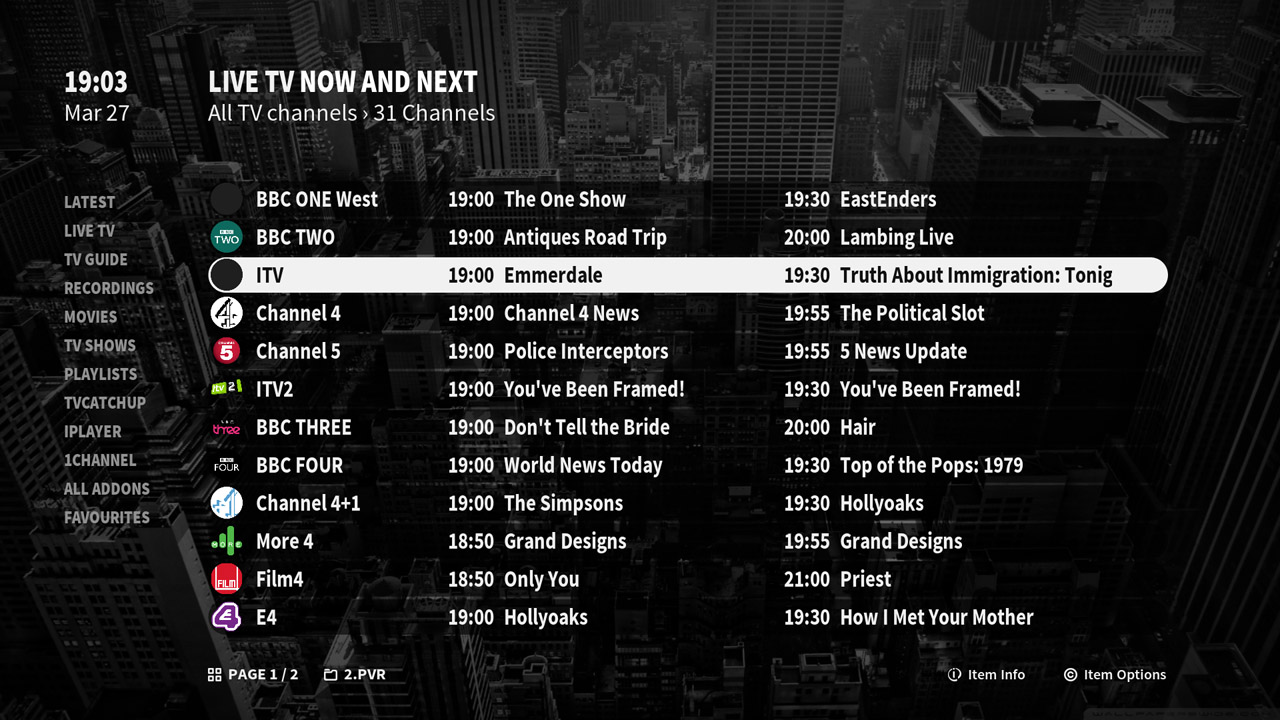 19:03 LIVE TV NOW AND NEXT
Mar 27 All TV channels › 31 Channels
LATEST
LIVE TV
TV GUIDE
RECORDINGS
MOVIES
TV SHOWS
PLAYLISTS
TVCATCHUP
IPLAYER
1CHANNEL
ALL ADDONS
FAVOURITES
BBC ONE West 19:00 The One Show 19:30 EastEnders
TWO BBC TWO 19:00 Antiques Road Trip 20:00 Lambing Live
ITV 19:00 Emmerdale 19:30 Truth About Immigration: Tonig
4 Channel 4 19:00 Channel 4 News 19:55 The Political Slot
5 Channel 5 19:00 Police Interceptors 19:55 5 News Update
itv 2 ITV2 19:00 You've Been Framed! 19:30 You've Been Framed!
three BBC THREE 19:00 Don't Tell the Bride 20:00 Hair
FOUR BBC FOUR 19:00 World News Today 19:30 Top of the Pops: 1979
Channel 4+1 19:00 The Simpsons 19:30 Hollyoaks
MORE More 4 18:50 Grand Designs 19:55 Grand Designs
FILM Film4 18:50 Only You 21:00 Priest
E4 19:00 Hollyoaks 19:30 How I Met Your Mother
PAGE 1 / 2 2.PVR Item Info Item Options